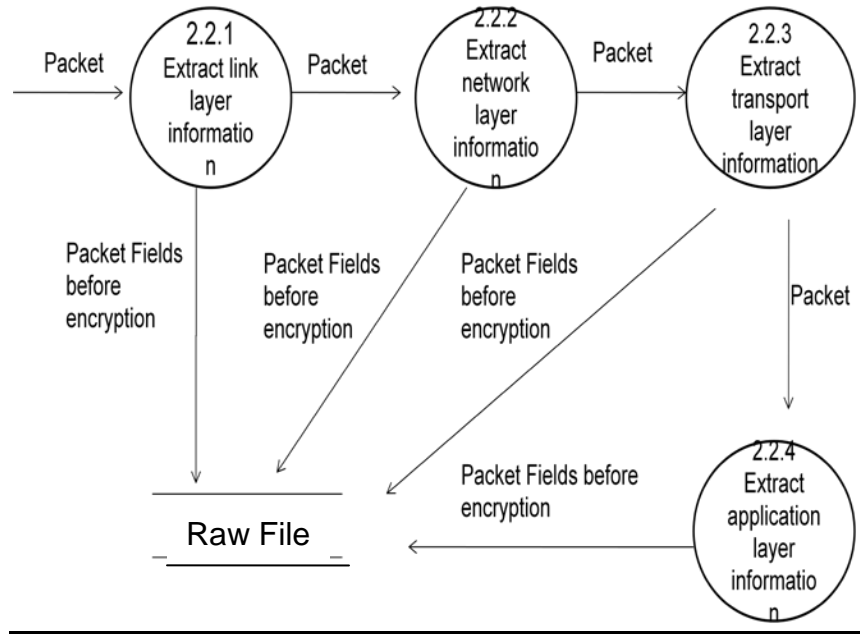 Packet
2.2.1
Extract link
layer
informatio
n
Packet
2.2.2
Extract
network
layer
informatio
n
Packet
2.2.3
Extract
transport
layer
information
Packet Fields
before
encryption
Packet Fields
before
encryption
Packet Fields
before
encryption
Packet
2.2.4
Extract
application
layer
informatio
n
Packet Fields before
encryption
Raw File